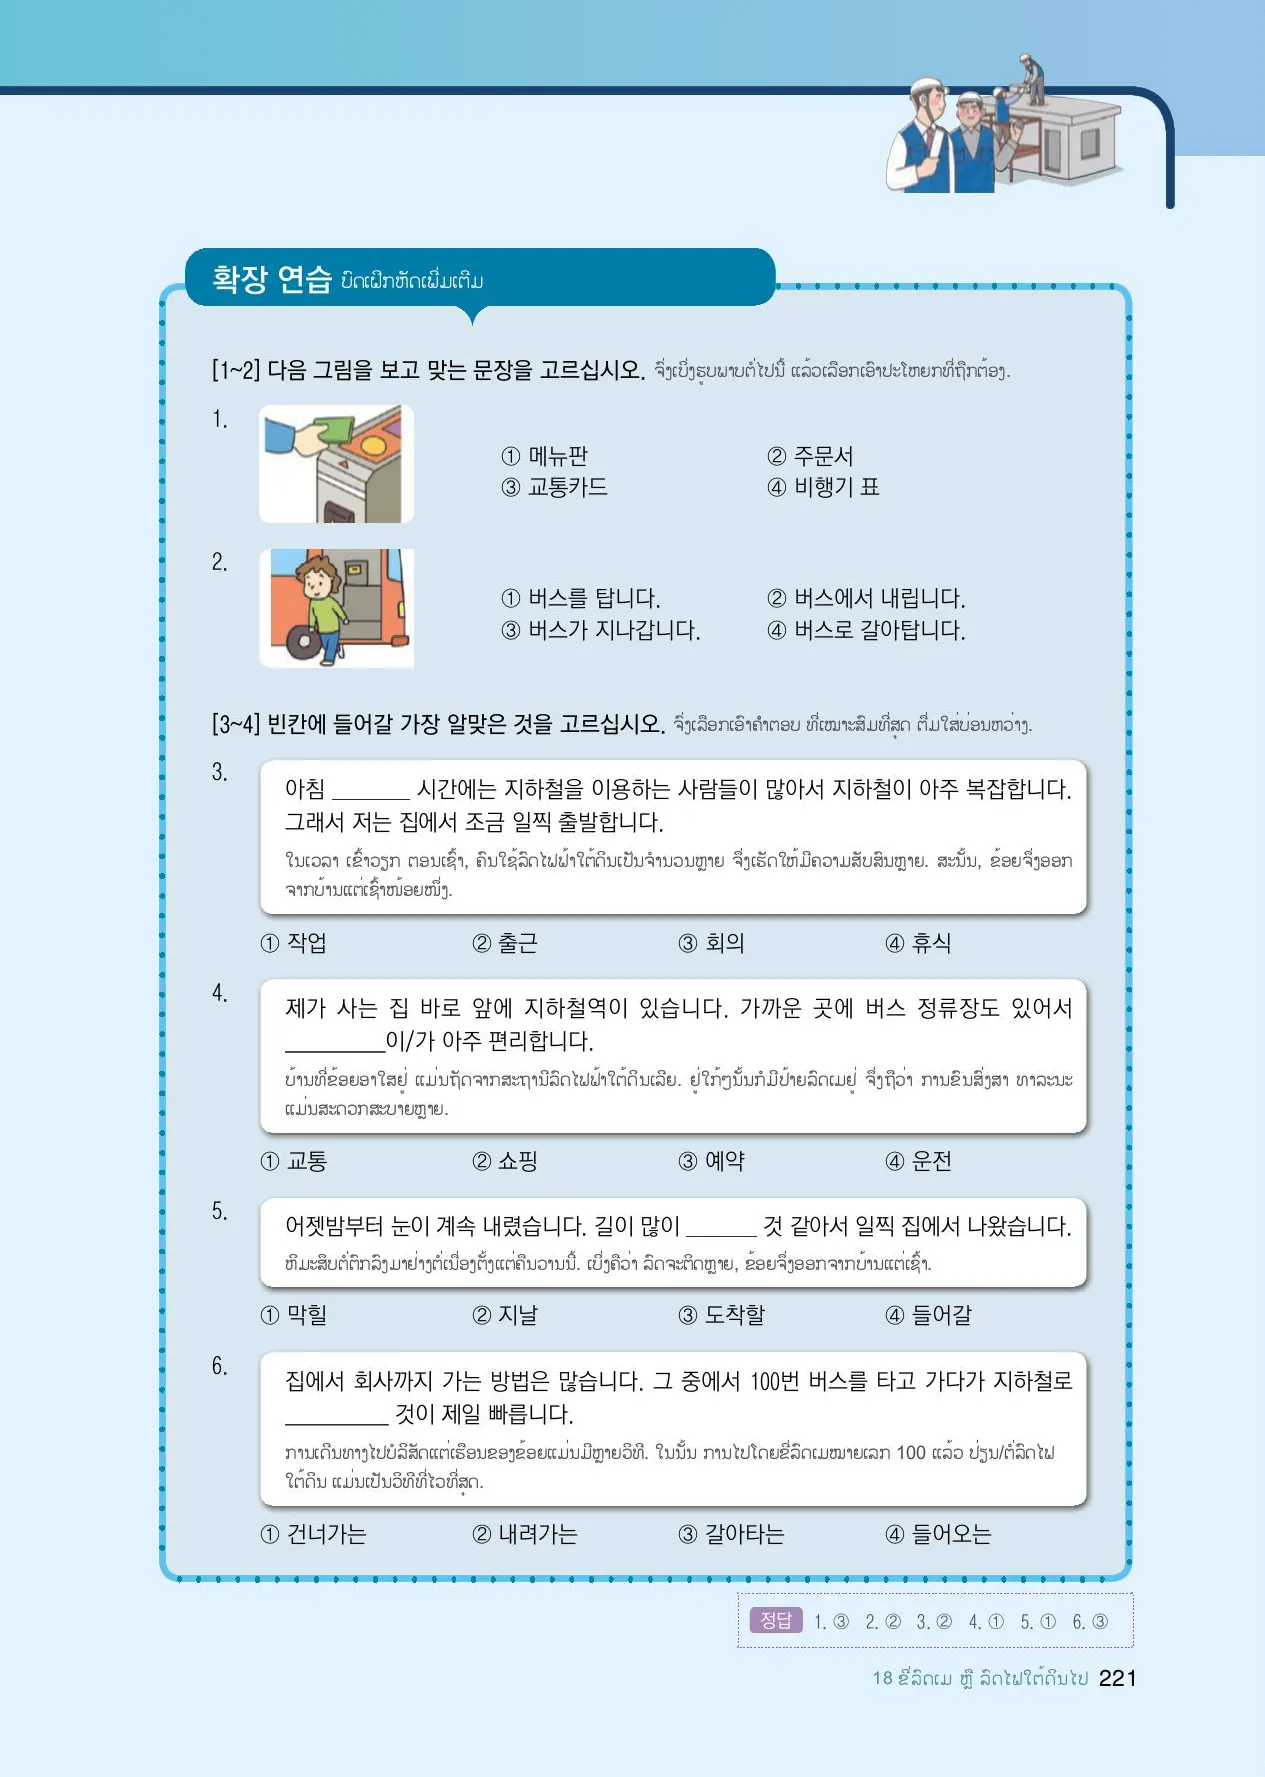 확장 연습 ບົດເຝິກຫັດເພີ່ມເຕີມ
[1~2] 다음 그림을 보고 맞는 문장을 고르십시오. ຈົ່ງເບິ່ງຮູບພາບຕໍ່ໄປນີ້ ແລ້ວເລືອກເອົາປະໂຫຍກທີ່ຖືກຕ້ອງ.
1.
① 메뉴판 ② 주문서
③ 교통카드 ④ 비행기 표
2.
① 버스를 탑니다. ② 버스에서 내립니다.
③ 버스가 지나갑니다. ④ 버스로 갈아탑니다.
[3~4] 빈칸에 들어갈 가장 알맞은 것을 고르십시오. ຈົ່ງເລືອກເອົາຄຳຕອບ ທີ່ເໝາະສົມທີ່ສຸດ ຕື່ມໃສ່ບ່ອນຫວ່າງ.
3.
아침 _______ 시간에는 지하철을 이용하는 사람들이 많아서 지하철이 아주 복잡합니다.
그래서 저는 집에서 조금 일찍 출발합니다.
ໃນເວລາ ເຂົ້າວຽກ ຕອນເຊົ້າ, ຄົນໃຊ້ລົດໄຟຟ້າໃຕ້ດິນເປັນຈຳນວນຫຼາຍ ຈຶ່ງເຮັດໃຫ້ມີຄວາມສັບສົນຫຼາຍ. ສະນັ້ນ, ຂ້ອຍຈຶ່ງອອກ
ຈາກບ້ານແຕ່ເຊົ້າໜ້ອຍໜຶ່ງ.
① 작업 ② 출근 ③ 회의 ④ 휴식
4.
제가 사는 집 바로 앞에 지하철역이 있습니다. 가까운 곳에 버스 정류장도 있어서
_________이/가 아주 편리합니다.
ບ້ານທີ່ຂ້ອຍອາໃສຢູ່ ແມ່ນຖັດຈາກສະຖານີລົດໄຟຟ້າໃຕ້ດິນເລີຍ. ຢູ່ໃກ້ໆນັ້ນກໍມີປ້າຍລົດເມຢູ່ ຈຶ່ງຖືວ່າ ການຂົນສົ່ງສາ ທາລະນະ
ແມ່ນສະດວກສະບາຍຫຼາຍ.
① 교통 ② 쇼핑 ③ 예약 ④ 운전
5.
어젯밤부터 눈이 계속 내렸습니다. 길이 많이 ______ 것 같아서 일찍 집에서 나왔습니다.
ຫິມະສືບຕໍ່ຕົກລົງມາຢ່າງຕໍ່ເນື່ອງຕັ້ງແຕ່ຄືນວານນີ້. ເບິ່ງຄືວ່າ ລົດຈະຕິດຫຼາຍ, ຂ້ອຍຈຶ່ງອອກຈາກບ້ານແຕ່ເຊົ້າ.
① 막힐 ② 지날 ③ 도착할 ④ 들어갈
6.
집에서 회사까지 가는 방법은 많습니다. 그 중에서 100번 버스를 타고 가다가 지하철로
_________ 것이 제일 빠릅니다.
ການເດີນທາງໄປບໍລິສັດແຕ່ເຮືອນຂອງຂ້ອຍແມ່ນມີຫຼາຍວິທີ. ໃນນັ້ນ ການໄປໂດຍຂີ່ລົດເມໝາຍເລກ 100 ແລ້ວ ປ່ຽນ/ຕໍ່ລົດໄຟ
ໃຕ້ດິນ ແມ່ນເປັນວິທີທີ່ໄວທີ່ສຸດ.
① 건너가는 ② 내려가는 ③ 갈아타는 ④ 들어오는
정답 1. ③ 2. ② 3. ② 4. ① 5. ① 6. ③
18 ຂີ່ລົດເມ ຫຼື ລົດໄຟໃຕ້ດິນໄປ 221